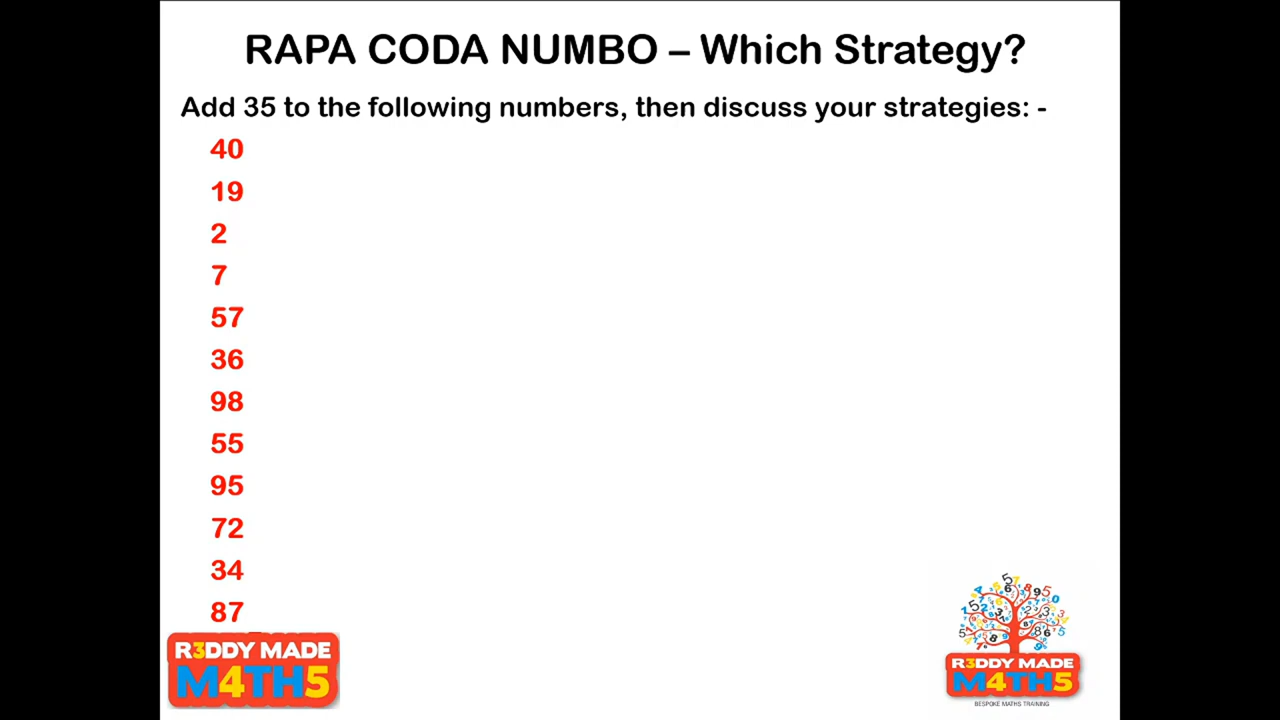 RAPA CODA NUMBO – Which Strategy?
Add 35 to the following numbers, then discuss your strategies: -
40
19
2
7
57
36
98
55
95
72
34
87
R3DDY MADE
M4TH5
R3DDY MADE
M4TH5
BESPOKE MATHS TRAINING